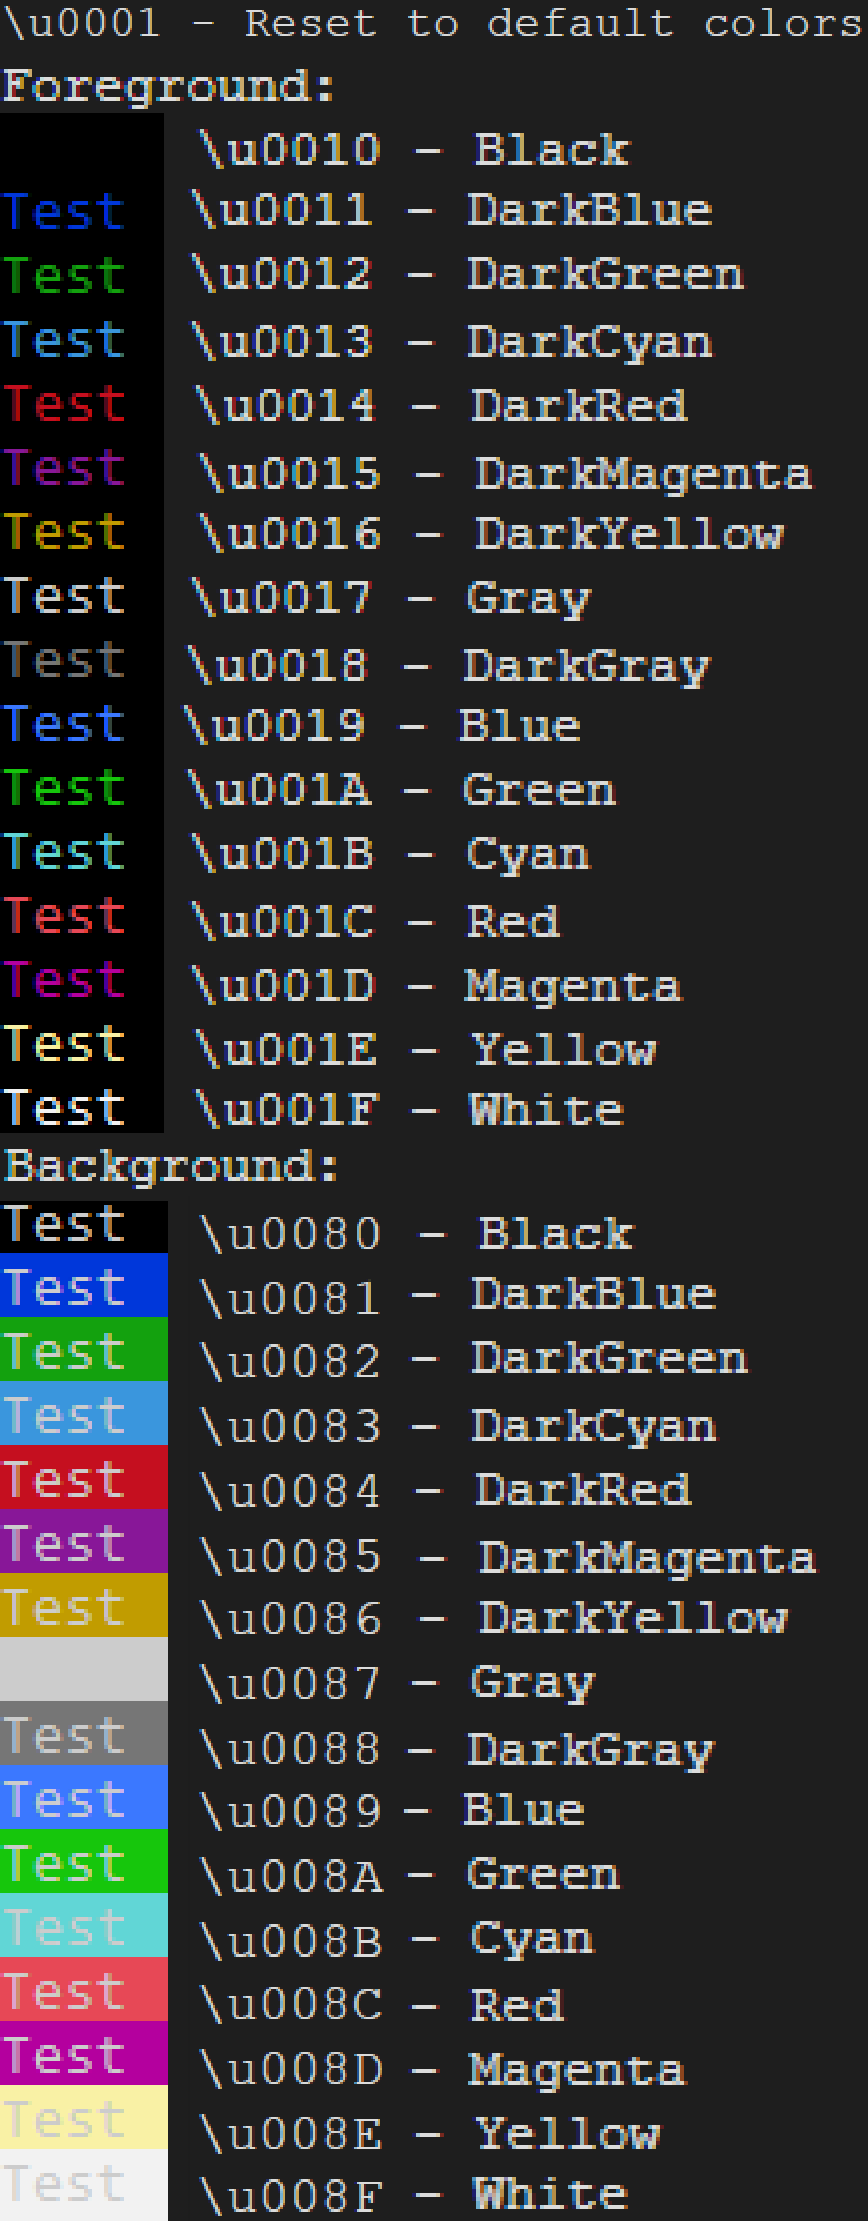 \u0001 - Reset to default colors
Foreground:
\u0010 - Black
Test \u0011 - DarkBlue
Test \u0012 - DarkGreen
Test \u0013 - DarkCyan
Test \u0014 - DarkRed
Test \u0015 - DarkMagenta
Test \u0016 - DarkYellow
Test \u0017 - Gray
Test \u0018 - DarkGray
Test \u0019 - Blue
Test \u001A - Green
Test \u001B - Cyan
Test \u001C - Red
Test \u001D - Magenta
Test \u001E - Yellow
Test \u001F - White
Background:
Test \u0080 - Black
Test \u0081 - DarkBlue
Test \u0082 - DarkGreen
Test \u0083 - DarkCyan
Test \u0084 - DarkRed
Test \u0085 - DarkMagenta
Test \u0086 - DarkYellow
\u0087 - Gray
Test \u0088 - DarkGray
Test \u0089 - Blue
Test \u008A - Green
Test \u008B - Cyan
Test \u008C - Red
Test \u008D - Magenta
Test \u008E - Yellow
Test \u008F - White